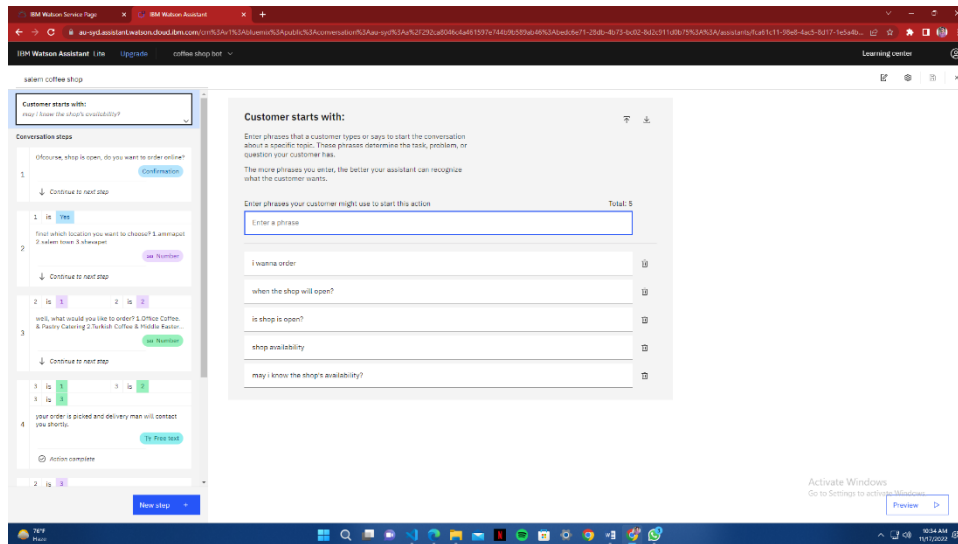 IBM Watson Service Page
IBM Watson Assistant
IBM Watson Assistant Lite Upgrade coffee shop bot Learning center
salem coffee shop
Customer starts with:
may i know the shop's availability?
Conversation steps
1
Ofcourse, shop is open, do you want to order online?
Confirmation
Continue to next step
1 is Yes
2
final which location you want to choose? 1.ammapet
2.salem town 3.shevapet
Number
Continue to next step
2 is 1 2 is 2
3
well, what would you like to order? 1.Office Coffee.
& Pastry Catering 2.Turkish Coffee & Middle Easter...
Number
Continue to next step
3 is 1 3 is 2
3 is 3
4
your order is picked and delivery man will contact
you shortly.
Free text
Action complete
2 is 3
New step +
Customer starts with:
Enter phrases that a customer types or says to start the conversation
about a specific topic. These phrases determine the task, problem, or
question your customer has.
The more phrases you enter, the better your assistant can recognize
what the customer wants.
Enter phrases your customer might use to start this action Total: 5
Enter a phrase
i wanna order
when the shop will open?
is shop is open?
shop availability
may i know the shop's availability?
Activate Windows
Go to Settings to activate Windows.
Preview
76°F
Haze
10:34 AM
11/17/2022